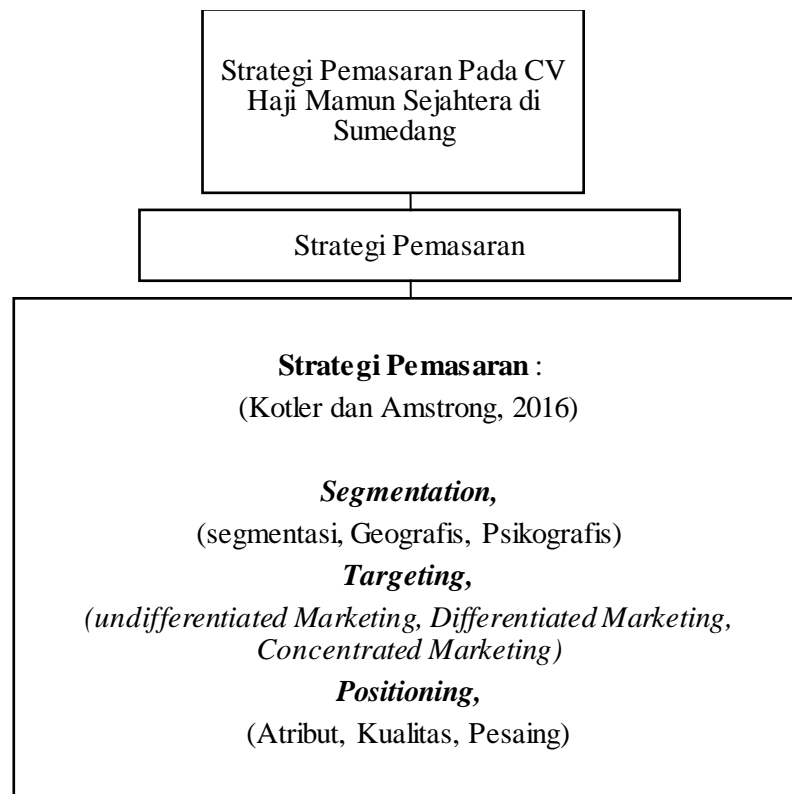 Strategi Pemasaran Pada CV
Haji Mamun Sejahtera di
Sumedang
Strategi Pemasaran
Strategi Pemasaran :
(Kotler dan Amstrong, 2016)
Segmentation,
(segmentasi, Geografis, Psikografis)
Targeting,
(undifferentiated Marketing, Differentiated Marketing,
Concentrated Marketing)
Positioning,
(Atribut, Kualitas, Pesaing)